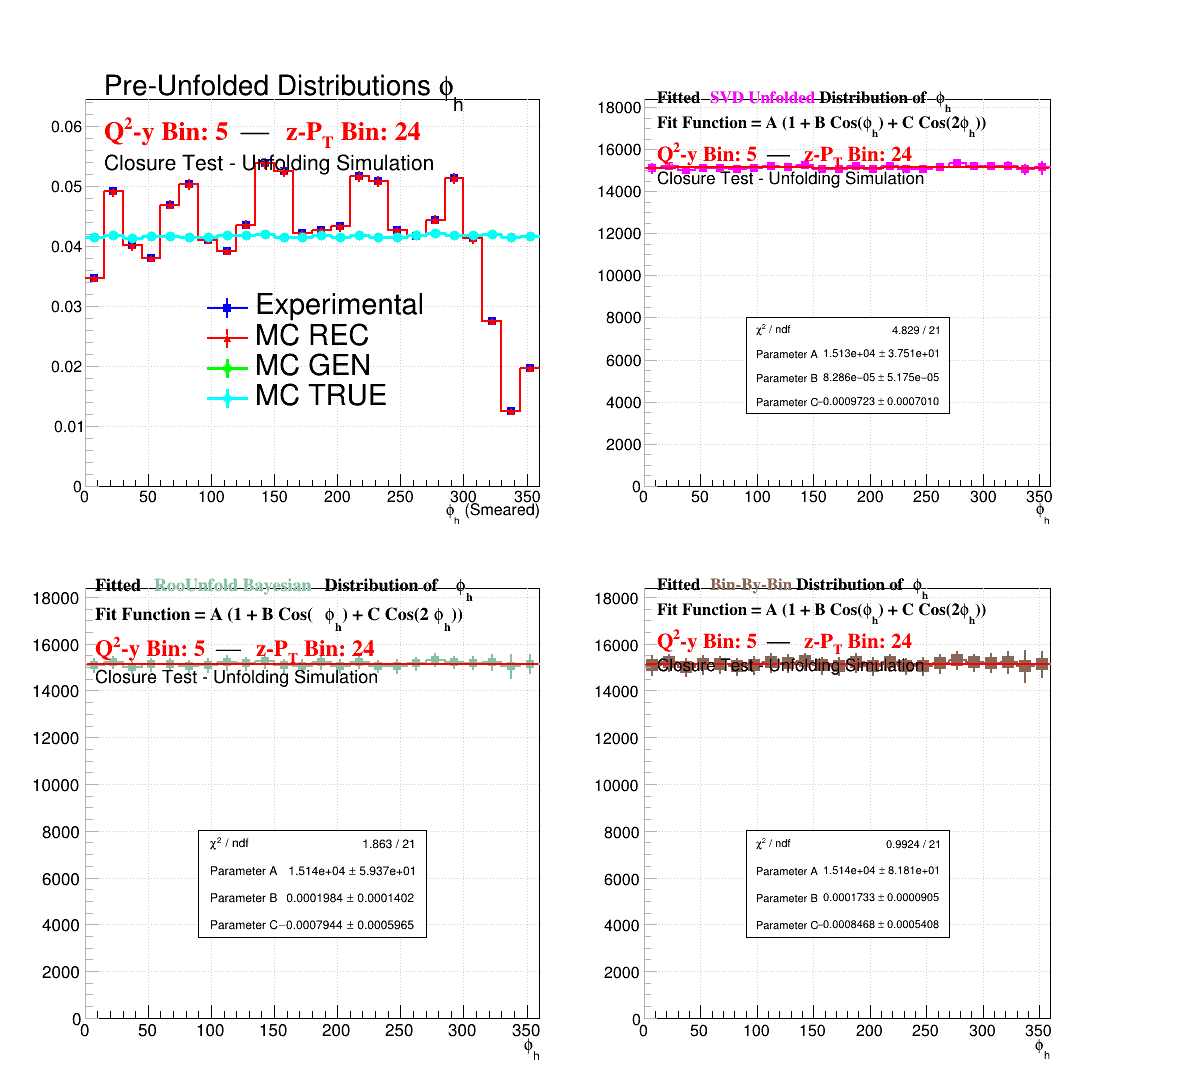 Pre-Unfolded Distributions ϕh
Q2-y Bin: 5 — z-PT Bin: 24
Closure Test - Unfolding Simulation
0.06
0.05
0.04
0.03
0.02
0.01
0
Experimental
MC REC
MC GEN
MC TRUE
0 50 100 150 200 250 300 350
ϕh (Smeared)
Fitted SVD Unfolded Distribution of ϕh
Fit Function = A (1 + B Cos(ϕh) + C Cos(2ϕh))
Q2-y Bin: 5 — z-PT Bin: 24
Closure Test - Unfolding Simulation
18000
16000
14000
12000
10000
8000
6000
4000
2000
0
χ2 / ndf 4.829 / 21
Parameter A 1.513e+04 ± 3.751e+01
Parameter B 8.286e−05 ± 5.175e−05
Parameter C −0.0009723 ± 0.0007010
0 50 100 150 200 250 300 350
ϕh
Fitted RooUnfold Bayesian Distribution of ϕh
Fit Function = A (1 + B Cos( ϕh) + C Cos(2 ϕh))
Q2-y Bin: 5 — z-PT Bin: 24
Closure Test - Unfolding Simulation
18000
16000
14000
12000
10000
8000
6000
4000
2000
0
χ2 / ndf 1.863 / 21
Parameter A 1.514e+04 ± 5.937e+01
Parameter B 0.0001984 ± 0.0001402
Parameter C −0.0007944 ± 0.0005965
0 50 100 150 200 250 300 350
ϕh
Fitted Bin-By-Bin Distribution of ϕh
Fit Function = A (1 + B Cos(ϕh) + C Cos(2ϕh))
Q2-y Bin: 5 — z-PT Bin: 24
Closure Test - Unfolding Simulation
18000
16000
14000
12000
10000
8000
6000
4000
2000
0
χ2 / ndf 0.9924 / 21
Parameter A 1.514e+04 ± 8.181e+01
Parameter B 0.0001733 ± 0.0000905
Parameter C −0.0008468 ± 0.0005408
0 50 100 150 200 250 300 350
ϕh